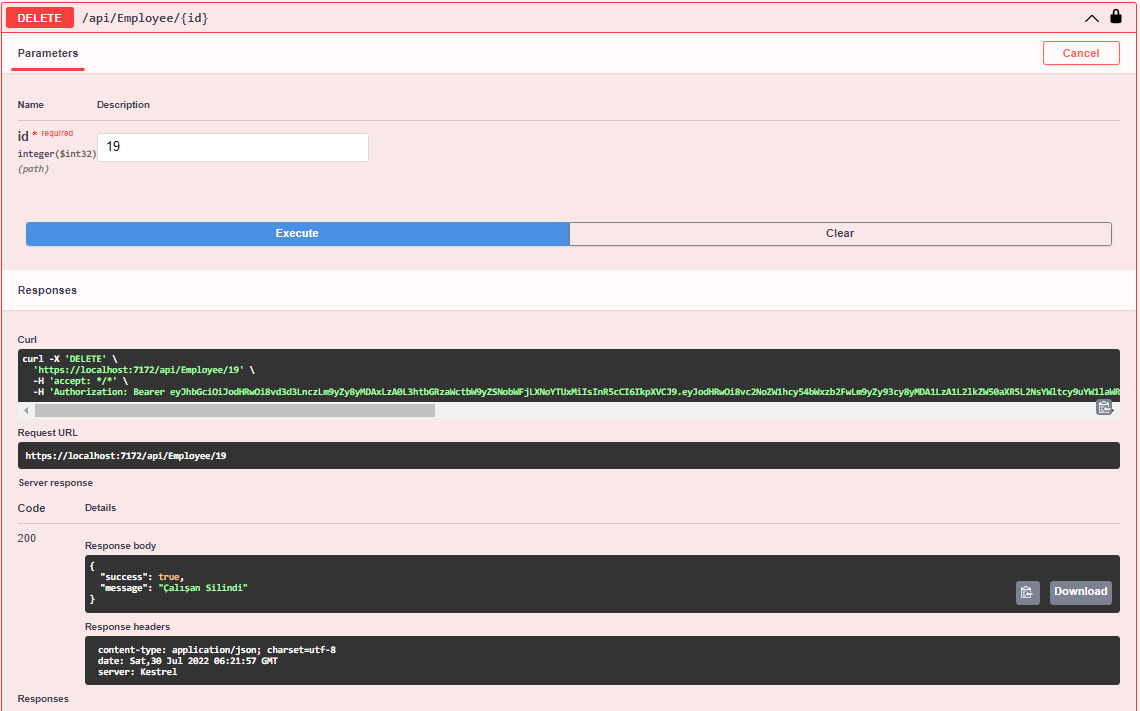 DELETE /api/Employee/{id}
Parameters
Cancel
Name Description
id * required
integer($int32)
(path)
19
Execute Clear
Responses
Curl
curl -X 'DELETE' \
'https://localhost:7172/api/Employee/19' \
-H 'accept: */*' \
-H 'Authorization: Bearer eyJhbGciOiJodHRwOi8vd3d3LnczLm9yZy8yMDAxLzA0L3htbGRzaWctbW9yZSNobWFjLXNoYTUxMiIsInR5cCI6IkpXVCJ9.eyJodHRwOi8vc2NoZW1hcy54bWxzb2FwLm9yZy93cy8yMDA1LzA1L2lkZW50aXR5L2NsYWltcy9uYW1laWR
Request URL
https://localhost:7172/api/Employee/19
Server response
Code Details
200
Response body
{
"success": true,
"message": "Çalışan Silindi"
}
Download
Response headers
content-type: application/json; charset=utf-8
date: Sat,30 Jul 2022 06:21:57 GMT
server: Kestrel
Responses